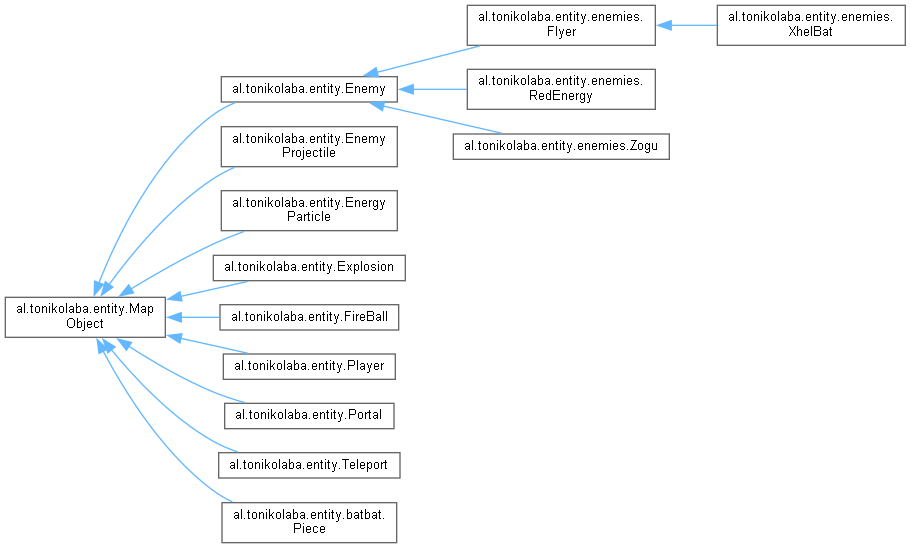 al.tonikolaba.entity.enemies.
Flyer
al.tonikolaba.entity.enemies.
XhelBat
al.tonikolaba.entity.Enemy
al.tonikolaba.entity.enemies.
RedEnergy
al.tonikolaba.entity.enemies.Zogu
al.tonikolaba.entity.Enemy
Projectile
al.tonikolaba.entity.Energy
Particle
al.tonikolaba.entity.Explosion
al.tonikolaba.entity.Map
Object
al.tonikolaba.entity.FireBall
al.tonikolaba.entity.Player
al.tonikolaba.entity.Portal
al.tonikolaba.entity.Teleport
al.tonikolaba.entity.batbat.
Piece